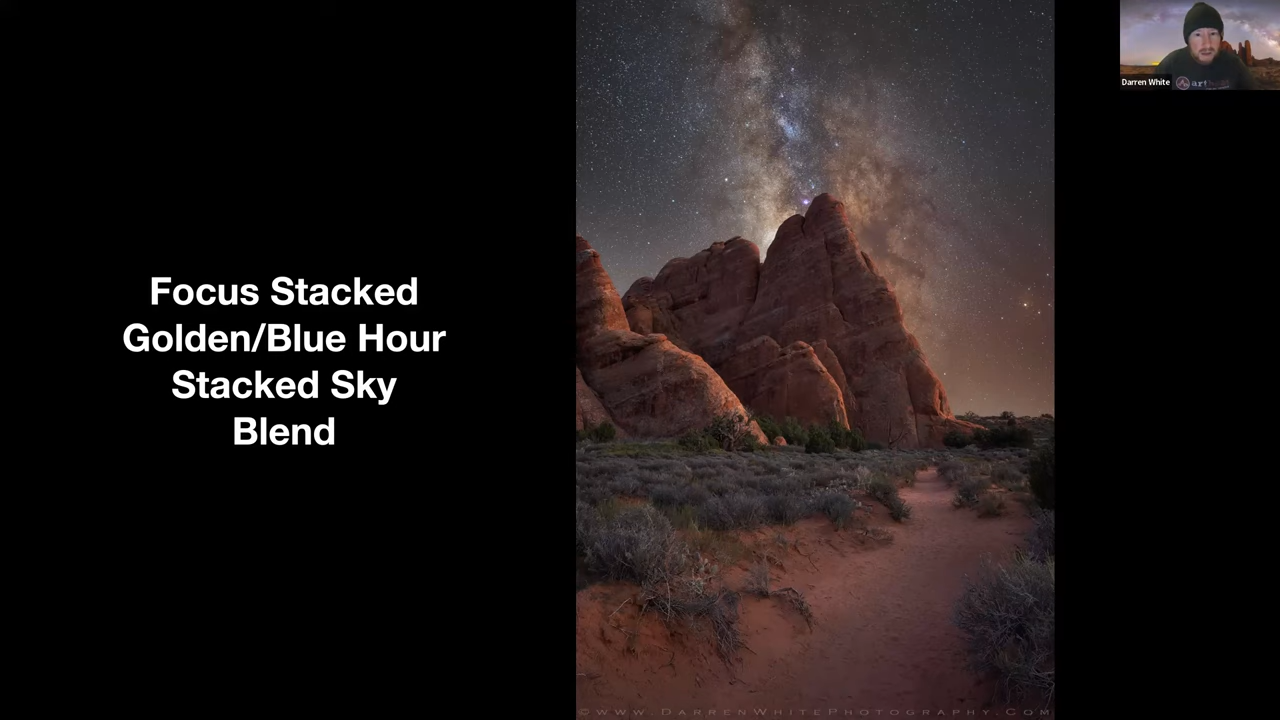 Focus Stacked
Golden/Blue Hour
Stacked Sky
Blend
©www.DarrenWhitePhotography.Com
Darren White